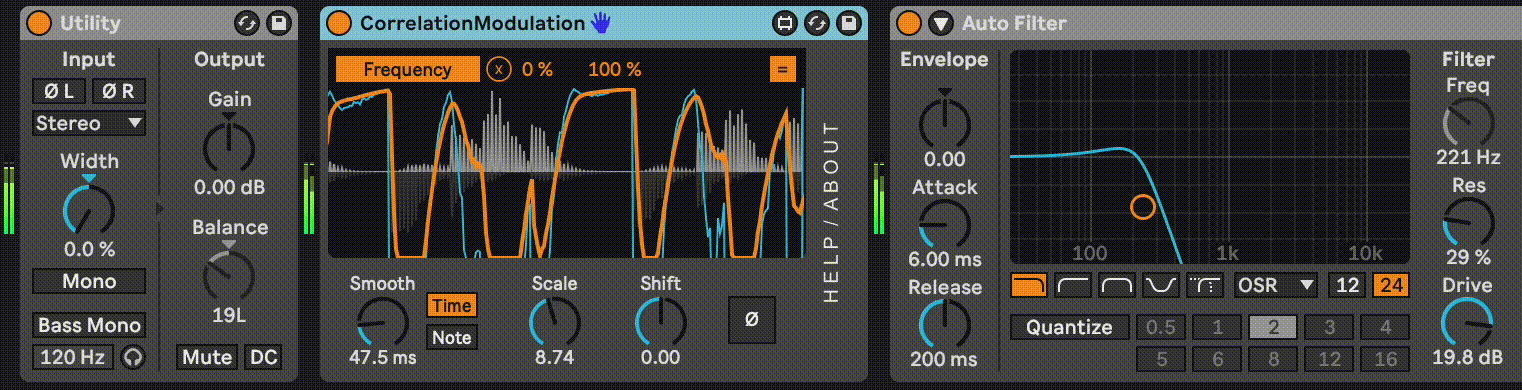 Utility
Input
Output
Ø L
Ø R
Gain
Stereo
0.00 dB
Width
0.0 %
Balance
Mono
19L
Bass Mono
120 Hz
Mute
DC
CorrelationModulation
Frequency
X
0 %
100 %
=
HELP / ABOUT
Smooth
47.5 ms
Time
Note
Scale
8.74
Shift
0.00
Ø
Auto Filter
Envelope
0.00
Attack
6.00 ms
Release
200 ms
100
1k
10k
OSR
12
24
Quantize
0.5
1
2
3
4
5
6
8
12
16
Filter
Freq
221 Hz
Res
29 %
Drive
19.8 dB